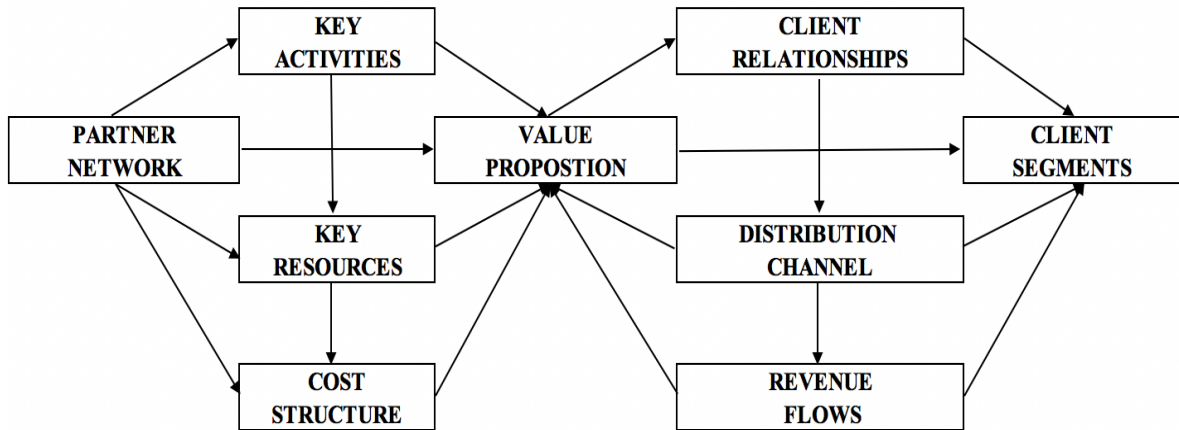 KEY
ACTIVITIES
CLIENT
RELATIONSHIPS
PARTNER
NETWORK
VALUE
PROPOSTION
CLIENT
SEGMENTS
KEY
RESOURCES
DISTRIBUTION
CHANNEL
COST
STRUCTURE
REVENUE
FLOWS